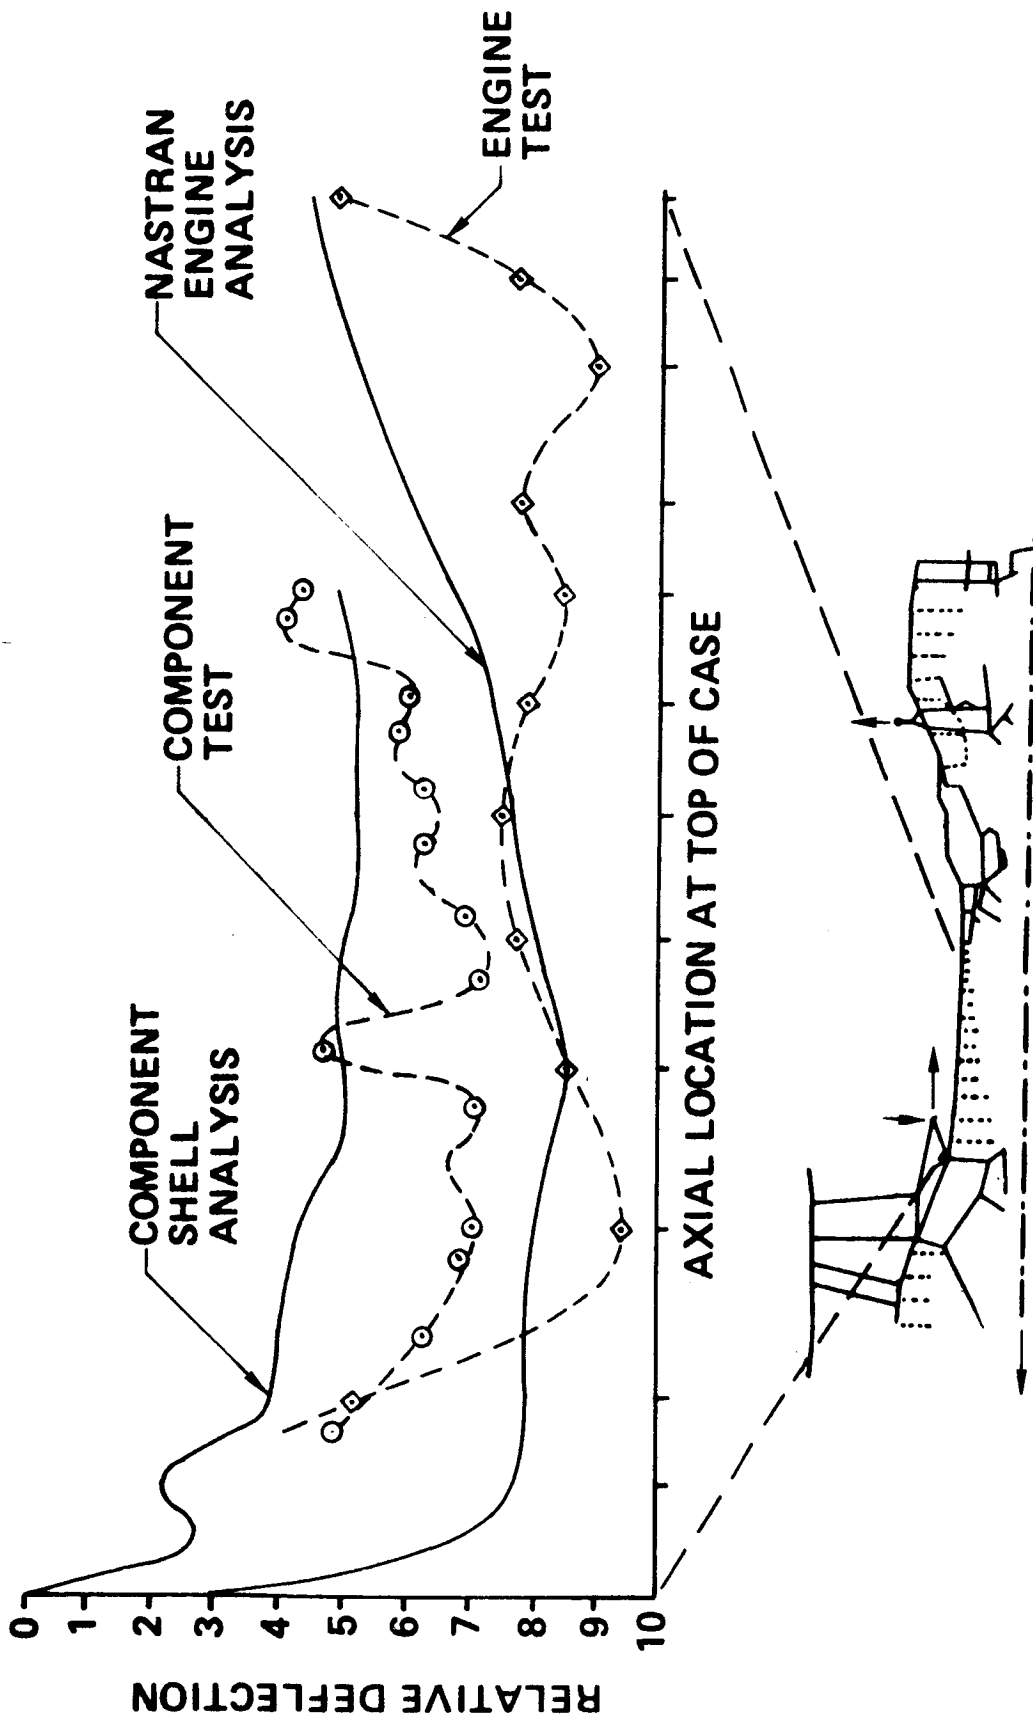 COMPONENT
SHELL
ANALYSIS
COMPONENT
TEST
NASTRAN
ENGINE
ANALYSIS
ENGINE
TEST
RELATIVE DEFLECTION
0
1
2
3
4
5
6
7
8
9
10
AXIAL LOCATION AT TOP OF CASE